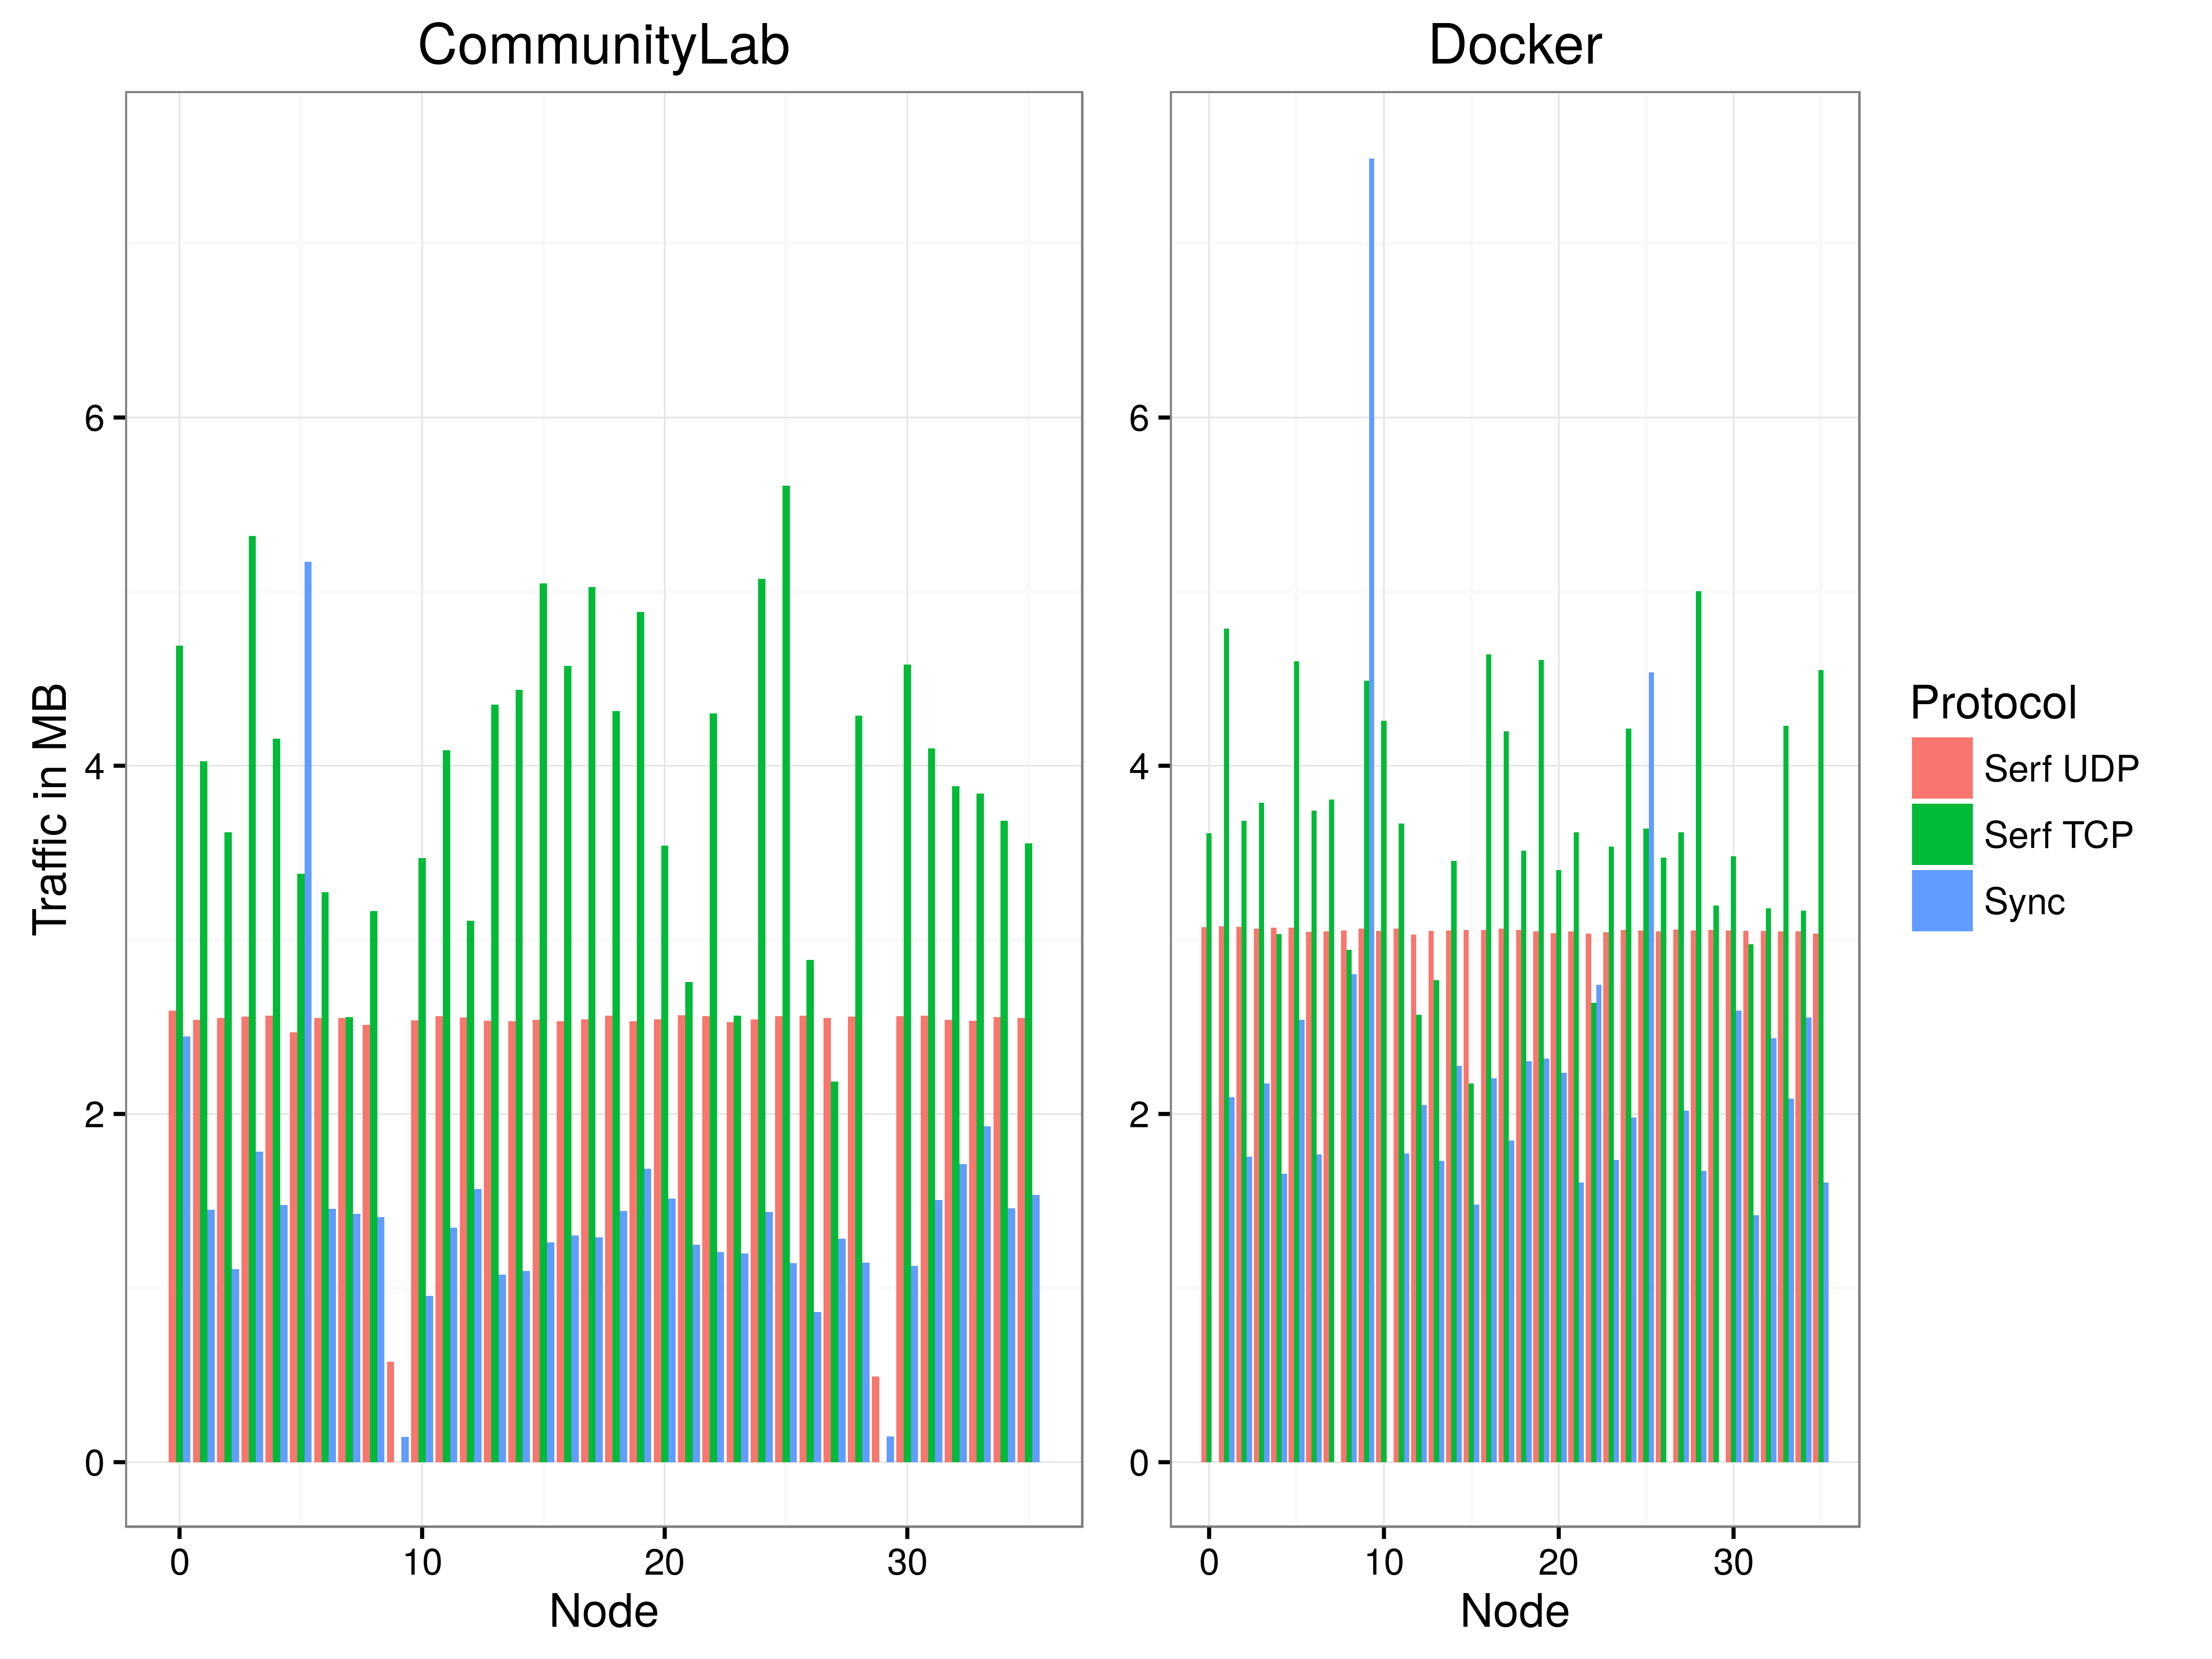 CommunityLab
Docker
Traffic in MB
6
4
2
0
0 10 20 30
Node
6
4
2
0
0 10 20 30
Node
Protocol
Serf UDP
Serf TCP
Sync